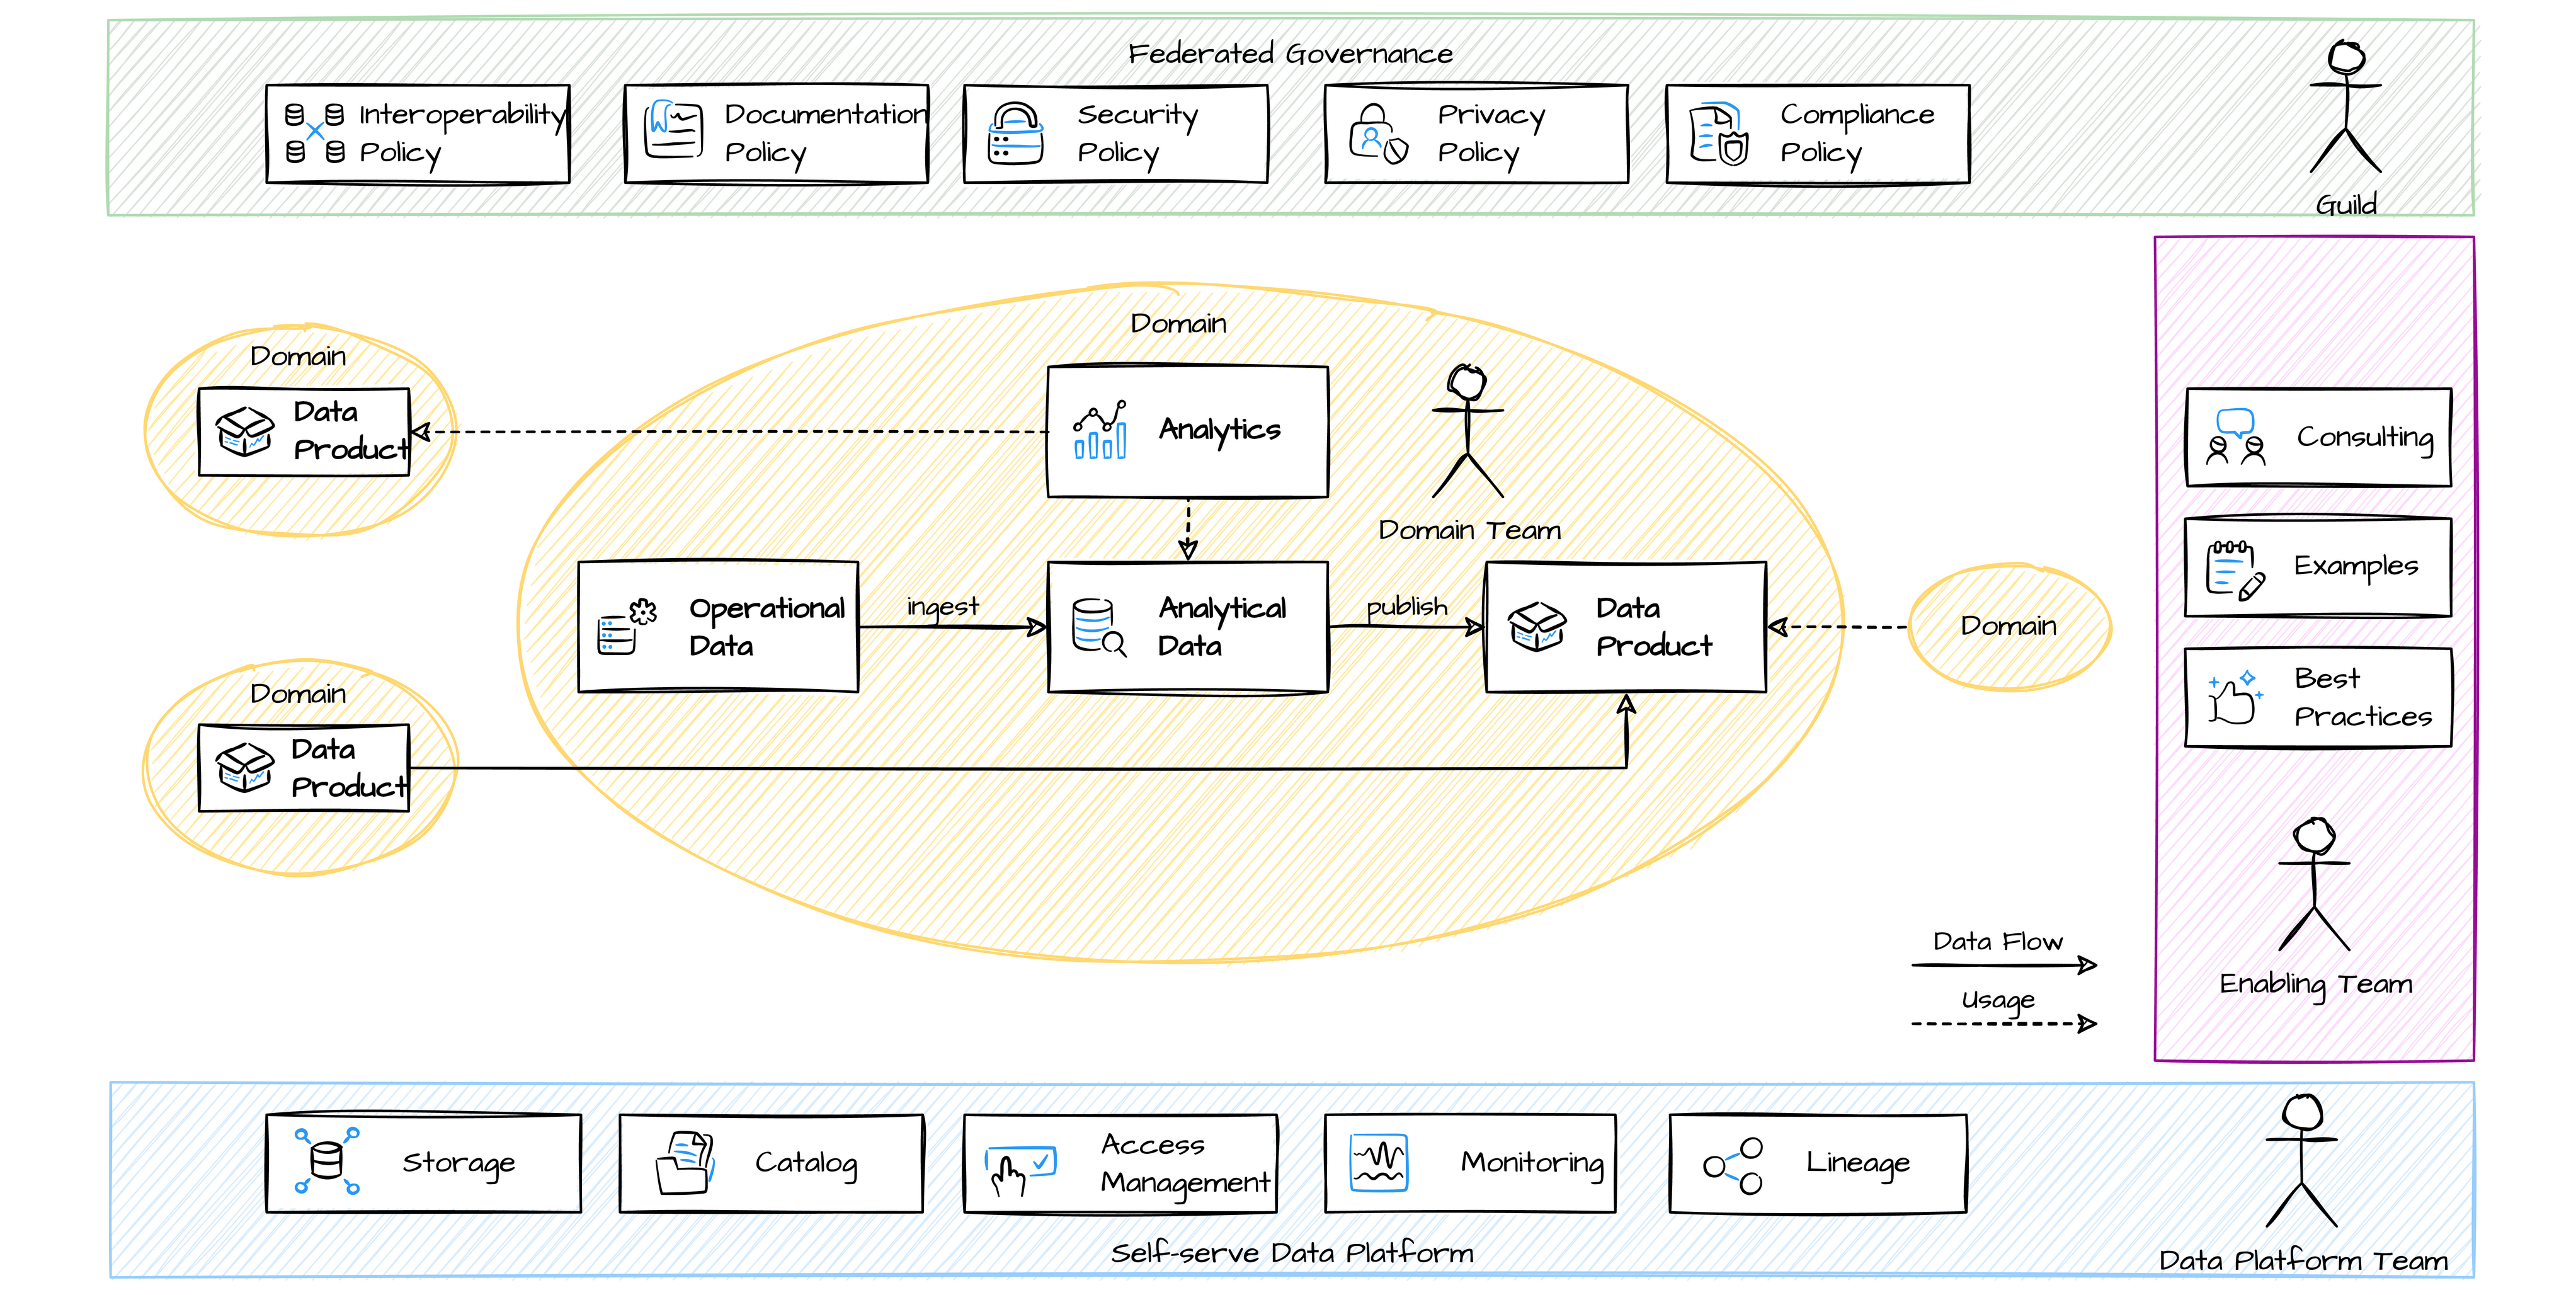 Federated Governance
Interoperability
Policy
Documentation
Policy
Security
Policy
Privacy
Policy
Compliance
Policy
Guild
Domain
Data
Product
Domain
Analytics
Domain Team
Operational
Data
ingest
Analytical
Data
publish
Data
Product
Domain
Domain
Data
Product
Consulting
Examples
Best
Practices
Enabling Team
Data Flow
Usage
Storage
Catalog
Access
Management
Monitoring
Lineage
Self-serve Data Platform
Data Platform Team